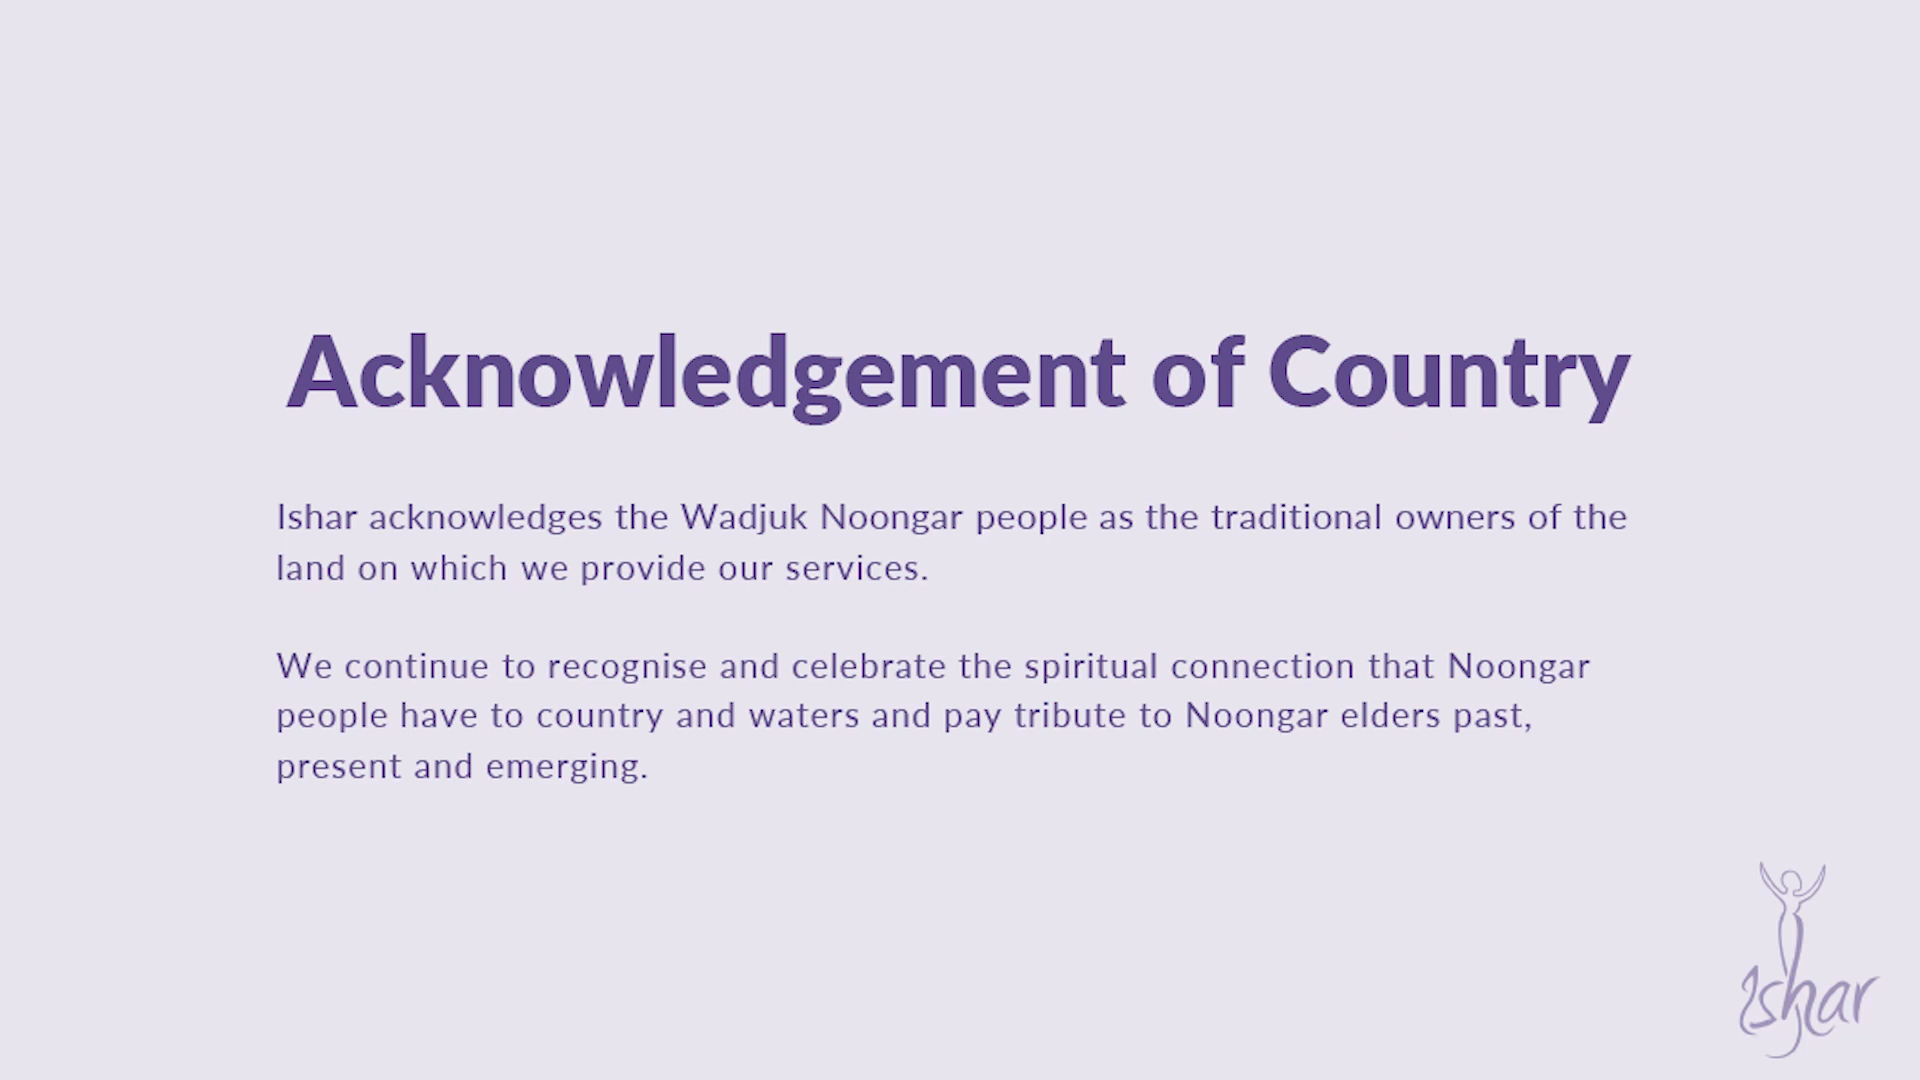 Acknowledgement of Country
Ishar acknowledges the Wadjuk Noongar people as the traditional owners of the
land on which we provide our services.
We continue to recognise and celebrate the spiritual connection that Noongar
people have to country and waters and pay tribute to Noongar elders past,
present and emerging.
Ishar